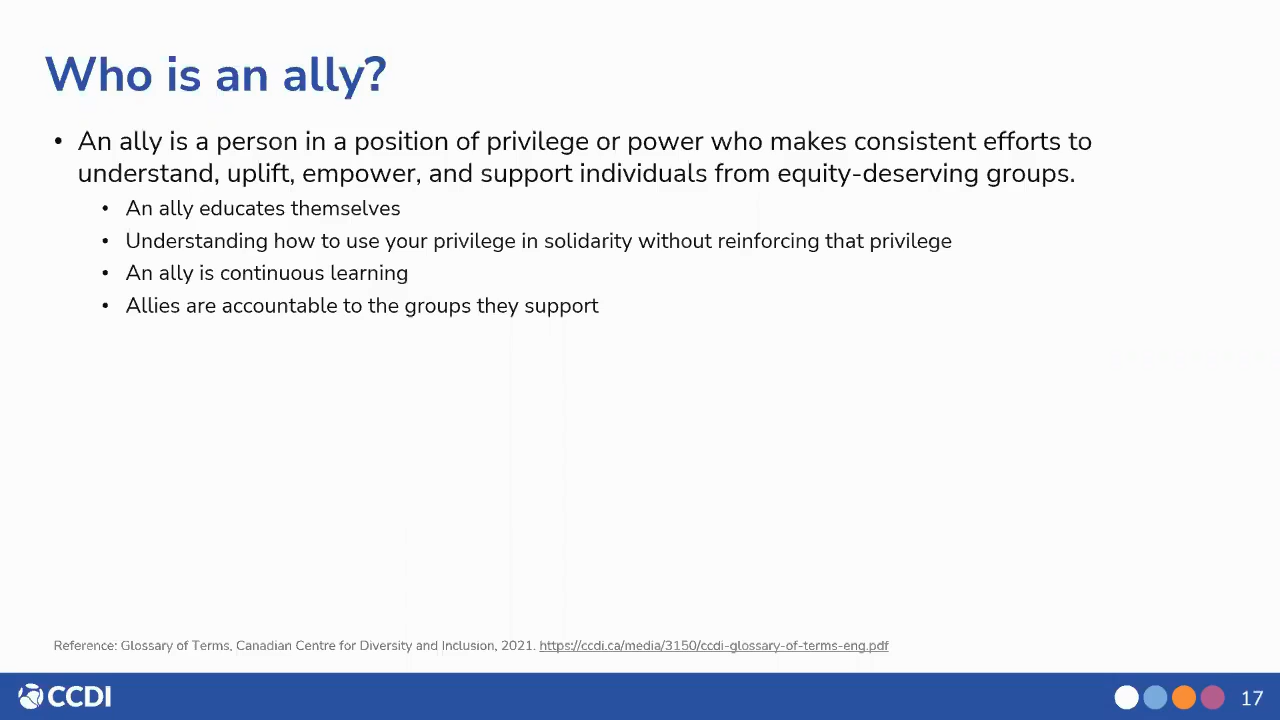 Who is an ally?
• An ally is a person in a position of privilege or power who makes consistent efforts to
understand, uplift, empower, and support individuals from equity-deserving groups.
• An ally educates themselves
• Understanding how to use your privilege in solidarity without reinforcing that privilege
• An ally is continuous learning
• Allies are accountable to the groups they support
Reference: Glossary of Terms, Canadian Centre for Diversity and Inclusion, 2021. https://ccdi.ca/media/3150/ccdi-glossary-of-terms-eng.pdf
CCDI
17